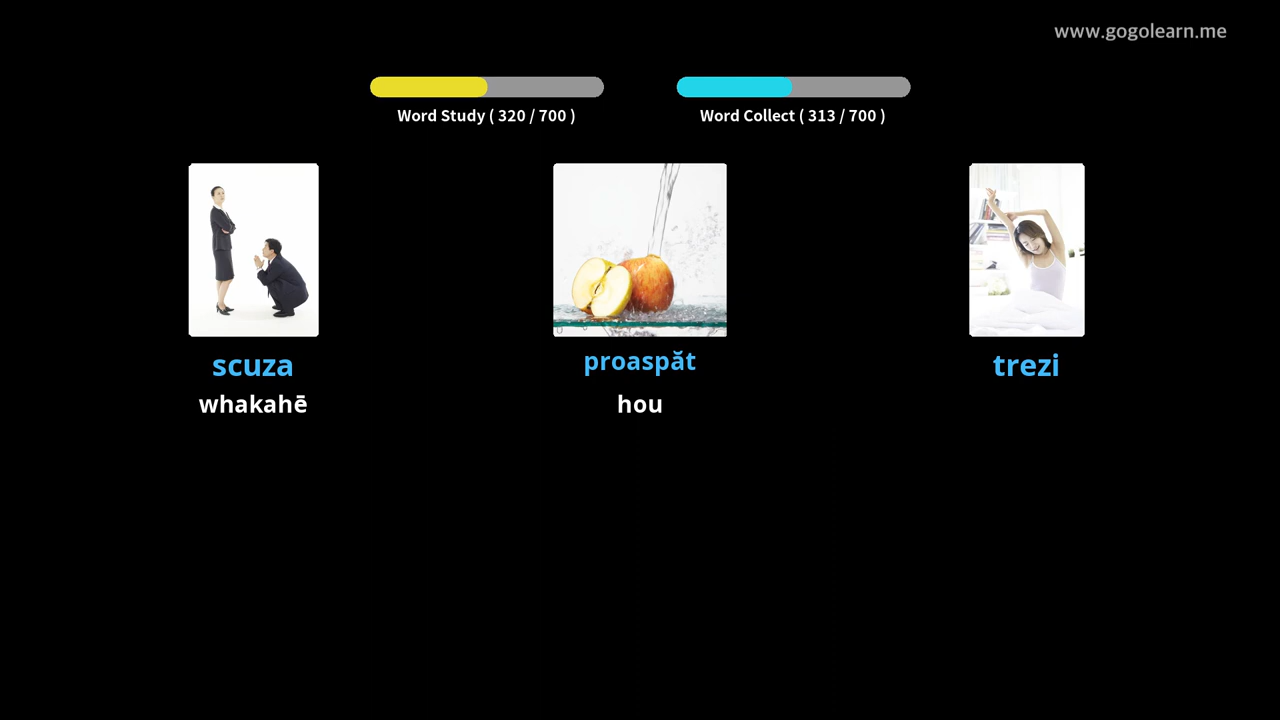 www.gogolearn.me
Word Study ( 320 / 700 )
Word Collect ( 313 / 700 )
scuza
whakahē
proaspăt
hou
trezi